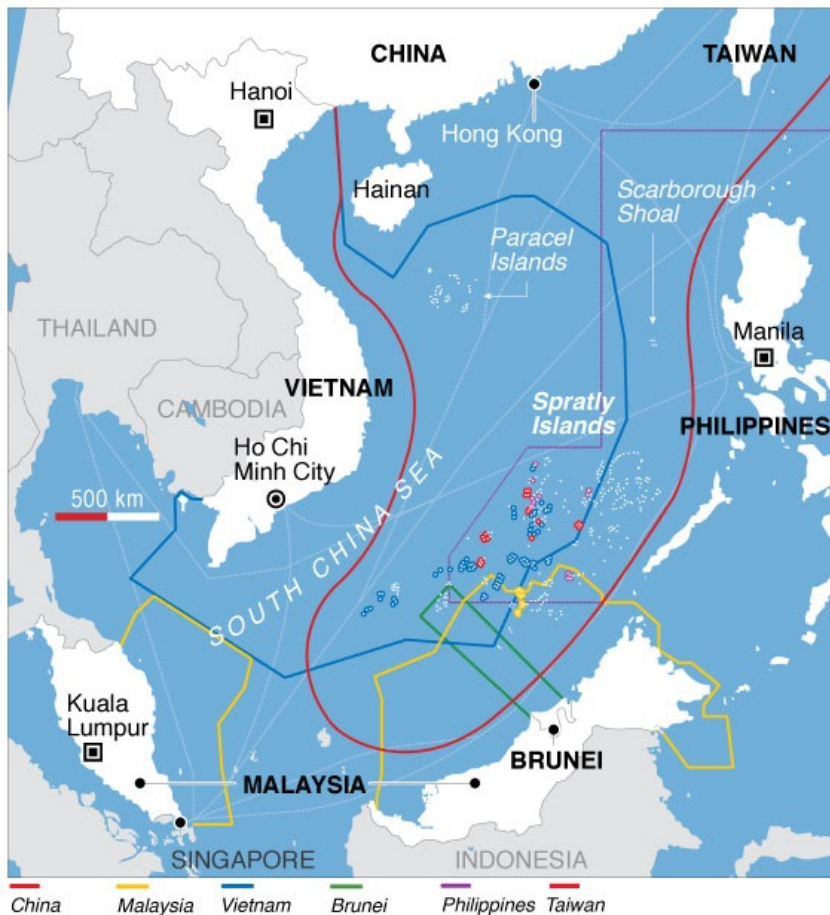 CHINA
TAIWAN
Hanoi
Hong Kong
Hainan
Scarborough
Shoal
Paracel
Islands
THAILAND
Manila
VIETNAM
CAMBODIA
Spratly
Islands
PHILIPPINES
Ho Chi
Minh City
500 km
SOUTH CHINA SEA
Kuala
Lumpur
BRUNEI
MALAYSIA
SINGAPORE
INDONESIA
China
Malaysia
Vietnam
Brunei
Philippines
Taiwan